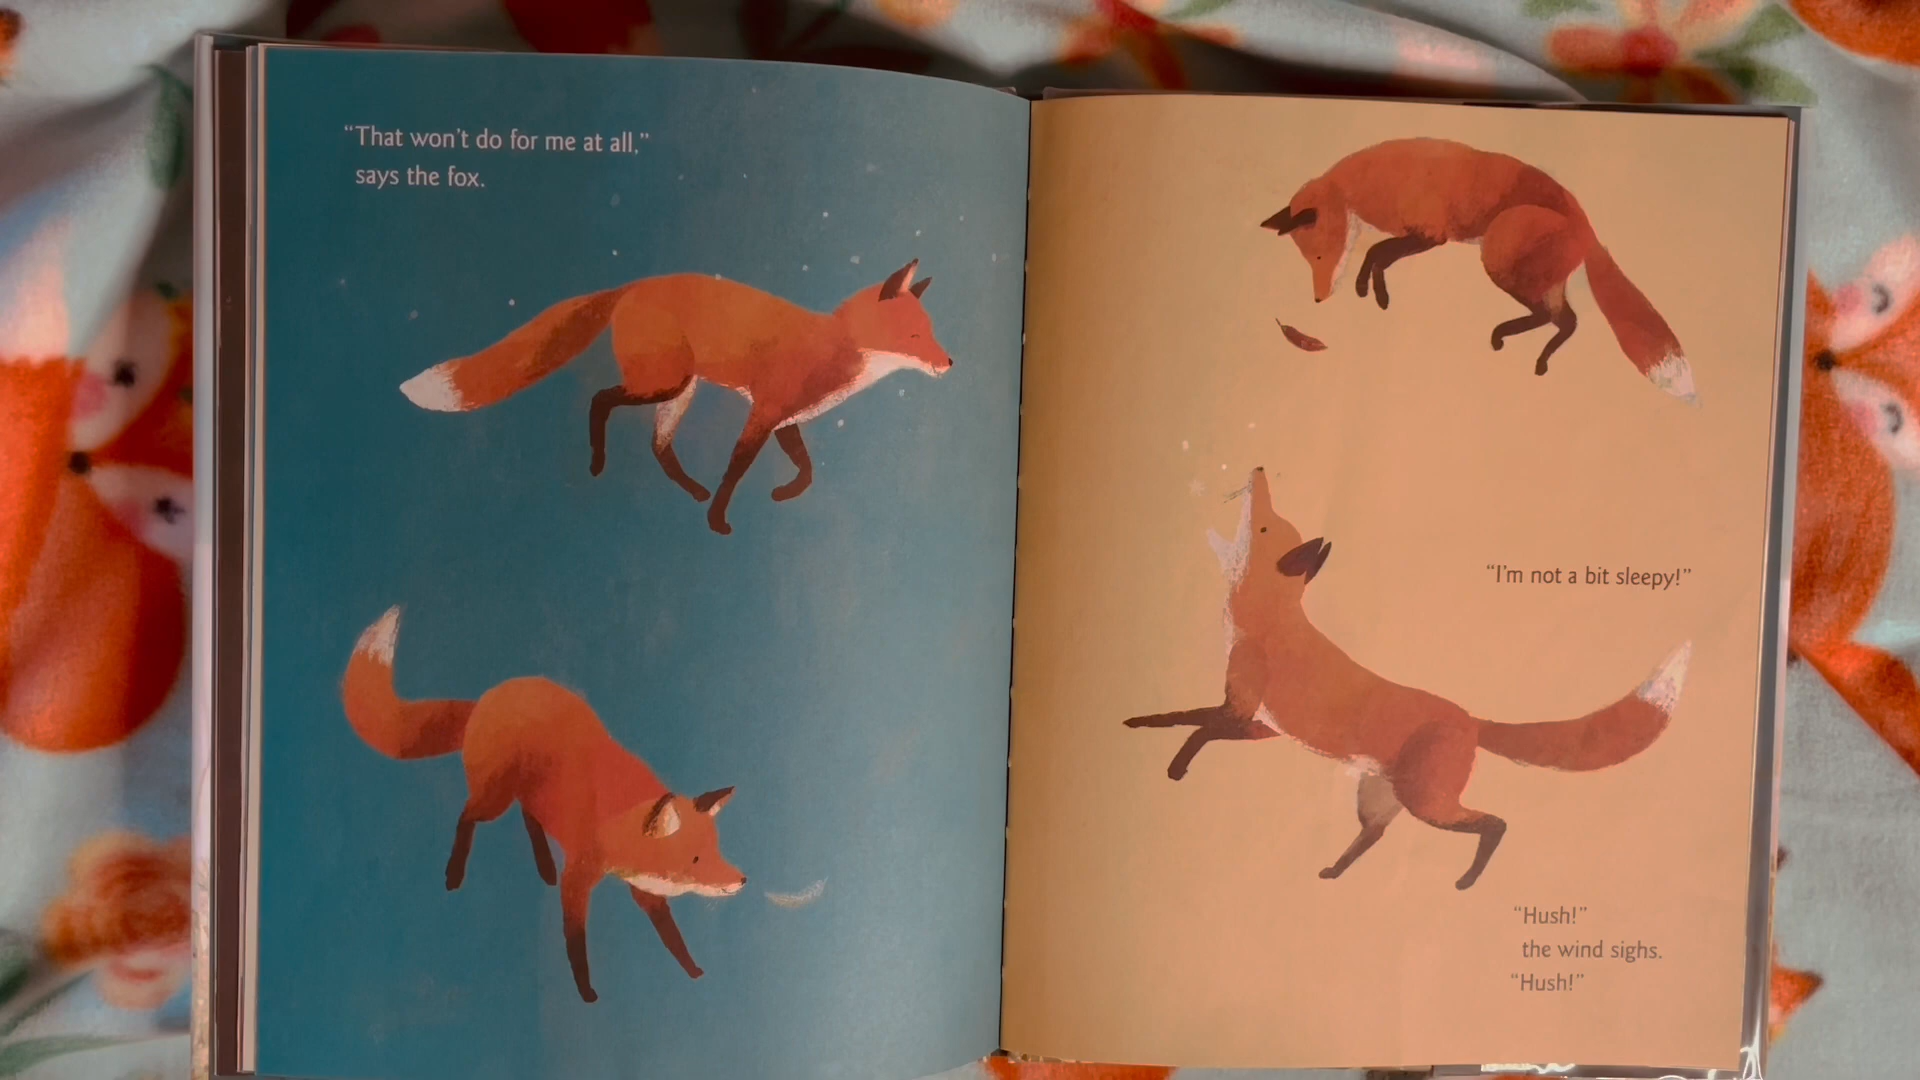 “That won’t do for me at all,”
says the fox.
“I’m not a bit sleepy!”
“Hush!”
the wind sighs.
“Hush!”